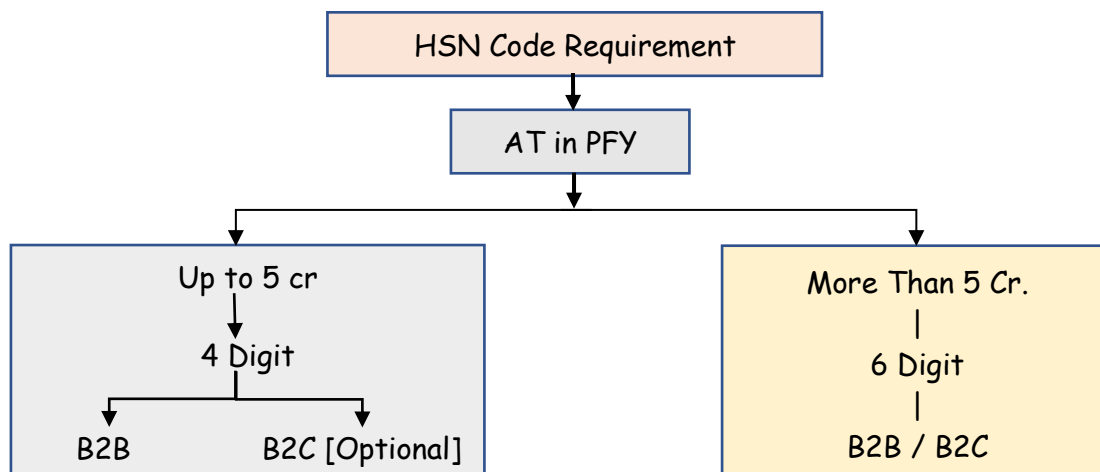 HSN Code Requirement
AT in PFY
Up to 5 cr
4 Digit
B2B
B2C [Optional]
More Than 5 Cr.
6 Digit
B2B / B2C